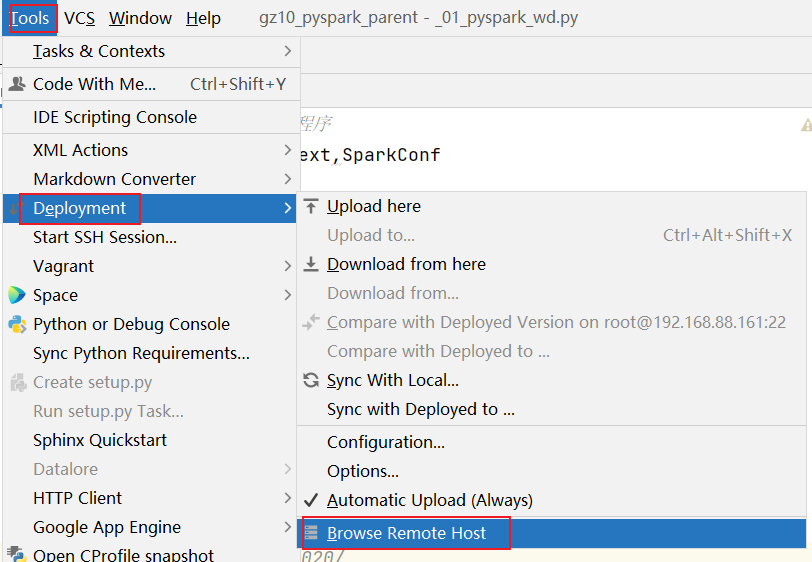 Tools VCS Window Help gz10_pyspark_parent - _01_pyspark_wd.py
Tasks & Contexts
Code With Me... Ctrl+Shift+Y
IDE Scripting Console
程序
XML Actions
ext,SparkConf
Markdown Converter
Deployment
Upload here
Start SSH Session...
Upload to... Ctrl+Alt+Shift+X
Vagrant
Download from here
Space
Download from...
Python or Debug Console
Compare with Deployed Version on root@192.168.88.161:22
Sync Python Requirements...
Compare with Deployed to ...
Create setup.py
Sync With Local...
Run setup.py Task...
Sync with Deployed to ...
Sphinx Quickstart
Configuration...
Datalore
Options...
HTTP Client
Automatic Upload (Always)
Google App Engine
Browse Remote Host
Open CProfile snapshot
020/